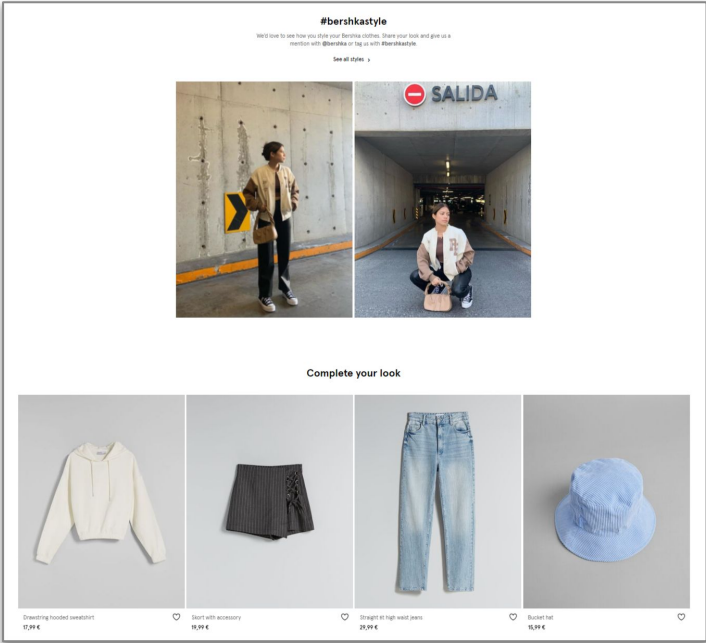 #bershkastyle
We'd love to see how you style your Bershka clothes. Share your look and give us a
mention with @bershka or tag us with #bershkastyle.
See all styles ›
SALIDA
Complete your look
Drawstring hooded sweatshirt
17,99 €
Skort with accessory
19,99 €
Straight fit high waist jeans
29,99 €
Bucket hat
15,99 €